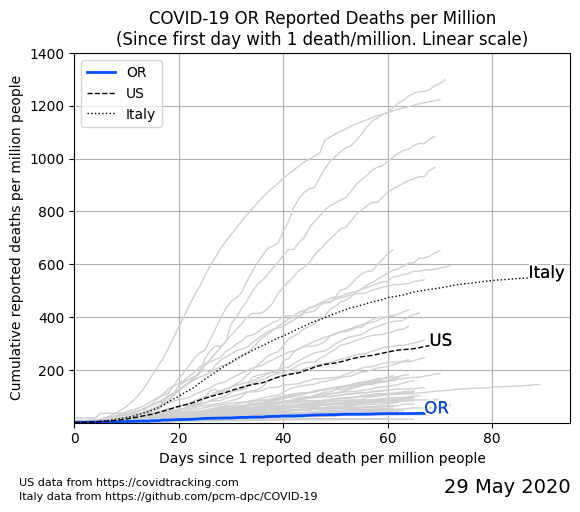 COVID-19 OR Reported Deaths per Million
(Since first day with 1 death/million. Linear scale)
1400
1200
1000
800
600
400
200
0
20
40
60
80
OR
US
Italy
Italy
US
OR
Cumulative reported deaths per million people
Days since 1 reported death per million people
US data from https://covidtracking.com
Italy data from https://github.com/pcm-dpc/COVID-19
29 May 2020